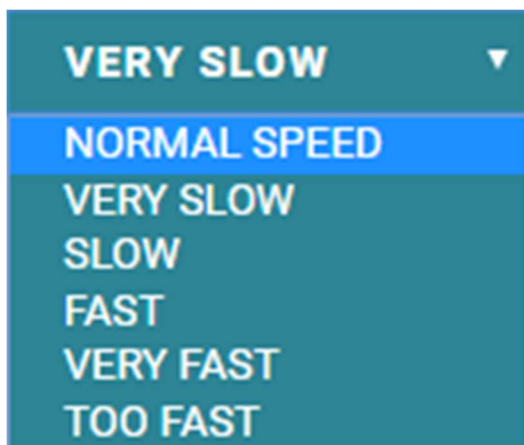 VERY SLOW ▼
NORMAL SPEED
VERY SLOW
SLOW
FAST
VERY FAST
TOO FAST